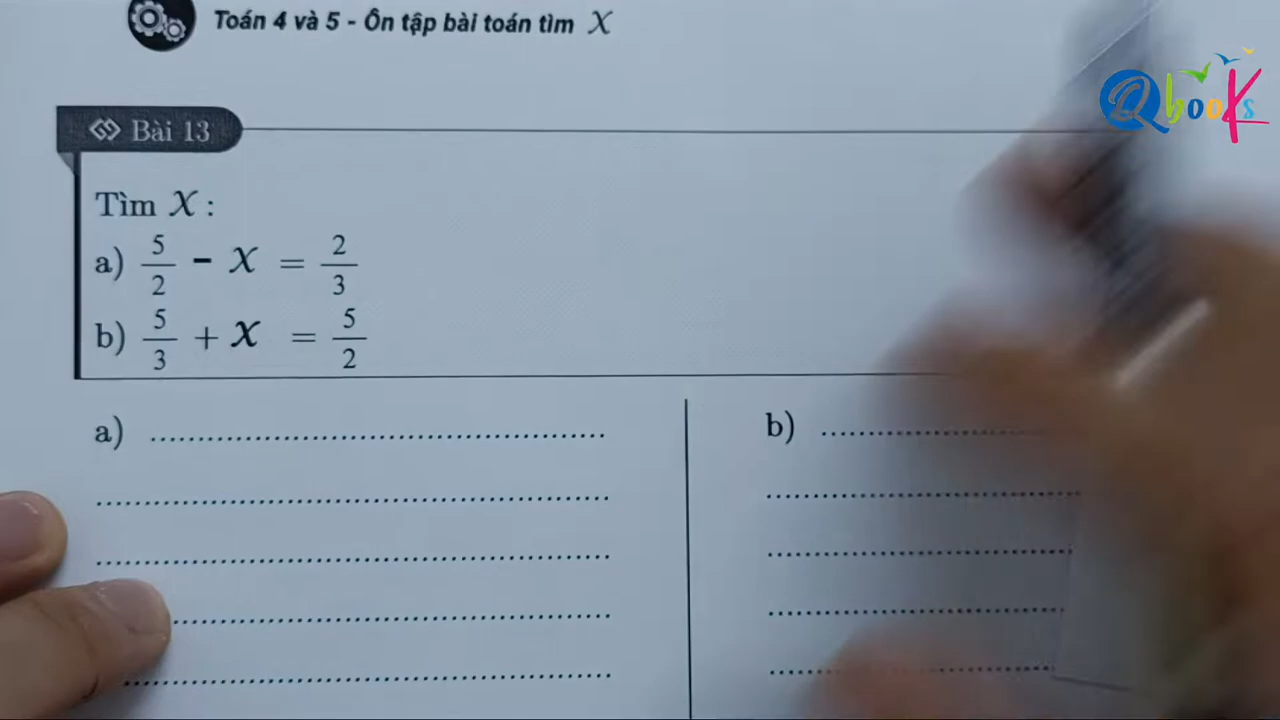 Toán 4 và 5 - Ôn tập bài toán tìm X
Qbooks
Bài 13
Tìm X :
a) 5/2 - X = 2/3
b) 5/3 + X = 5/2
a) ....................................................
b) ....................................................